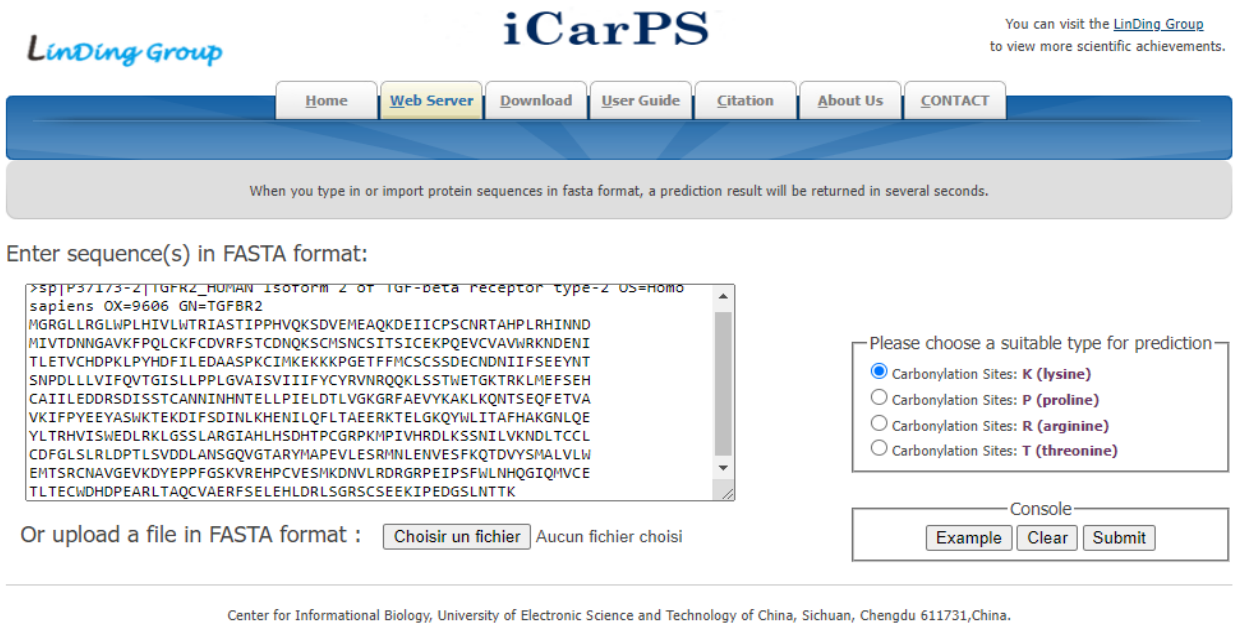 LinDing Group
iCarPS
You can visit the LinDing Group
to view more scientific achievements.
Home
Web Server
Download
User Guide
Citation
About Us
CONTACT
When you type in or import protein sequences in fasta format, a prediction result will be returned in several seconds.
Enter sequence(s) in FASTA format:
>sp|P37173-2|TGFR2_HUMAN Isoform 2 of TGF-beta receptor type-2 OS=Homo
sapiens OX=9606 GN=TGFBR2
MGRGLLRGLWPLHIVLWTRIASTIPPHVQKSDVEMEAQKDEIICPSCNRTAHPLRHINND
MIVTDNNGAVKFPQLCKFCDVRFSTCDNQKSCMSNCSITSICEKPQEVCVAVWRKNDENI
TLETVCHDPKLPYHDFILEDAASPKCIMKEKKKPGETFFMCSCSSDECNDNIIFSEEYNT
SNPDLLLVIFQVTGISLLPPLGVAISVIIIFYCYRVNRQQKLSSTWETGKTRKLMEFSEH
CAIILEDDRSDISSTCANNINHNTELLPIELDTLVGKGRFAEVYKAKLKQNTSEQFETVA
VKIFPYEEYASWKTEKDIFSDINLKHENILQFLTAEERKTELGKQYWLITAFHAKGNLQE
YLTRHVISWEDLRKLGSSLARGIAHLHSDHTPCGRPKMPIVHRDLKSSNILVKNDLTCCL
CDFGLSLRLDPTLSVDDLANSGQVGTARYMAPEVLESRMNLENVESFKQTDVYSMALVLW
EMTSRCNAVGEVKDYEPPFGSKVREHPCVESMKDNVLRDRGRPEIPSFWLNHQGIQMVCE
TLTECWDHDPEARLTAQCVAERFSELEHLDRLSGRSCSEEKIPEDGSLNTTK
Please choose a suitable type for prediction
Carbonylation Sites: K (lysine)
Carbonylation Sites: P (proline)
Carbonylation Sites: R (arginine)
Carbonylation Sites: T (threonine)
Console
Example
Clear
Submit
Or upload a file in FASTA format :
Choisir un fichier
Aucun fichier choisi
Center for Informational Biology, University of Electronic Science and Technology of China, Sichuan, Chengdu 611731,China.